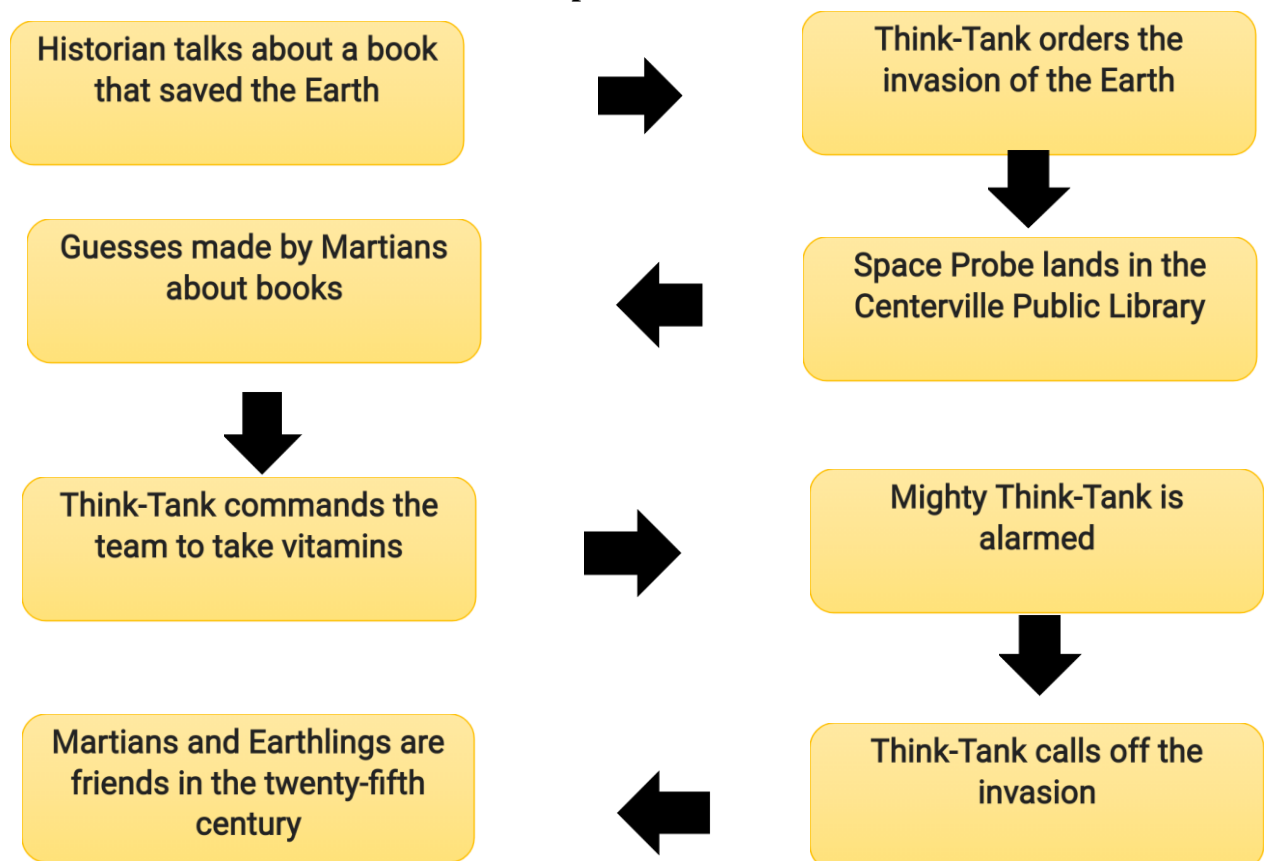 Historian talks about a book
that saved the Earth
Think-Tank orders the
invasion of the Earth
Space Probe lands in the
Centerville Public Library
Guesses made by Martians
about books
Think-Tank commands the
team to take vitamins
Mighty Think-Tank is
alarmed
Think-Tank calls off the
invasion
Martians and Earthlings are
friends in the twenty-fifth
century